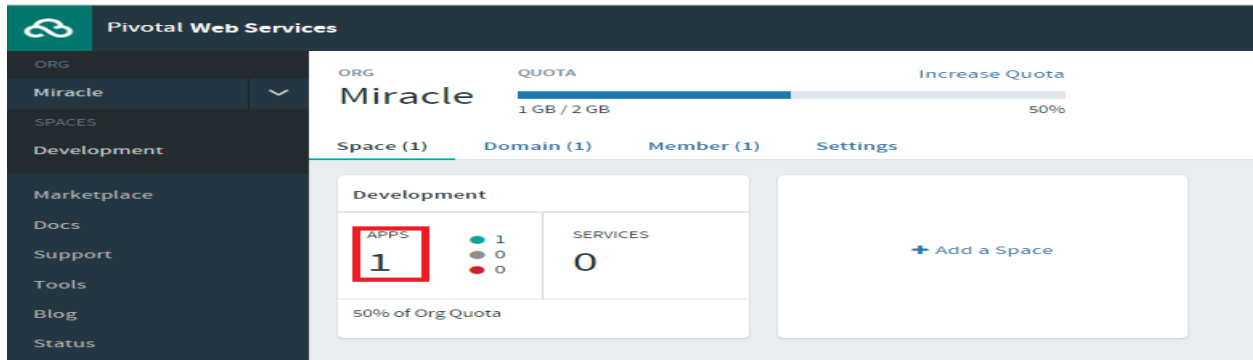 Pivotal Web Services
ORG
Miracle
SPACES
Development
Marketplace
Docs
Support
Tools
Blog
Status
ORG
Miracle
QUOTA
Increase Quota
1 GB / 2 GB
50%
Space (1) Domain (1) Member (1) Settings
Development
APPS
1
1
0
0
SERVICES
0
50% of Org Quota
+ Add a Space